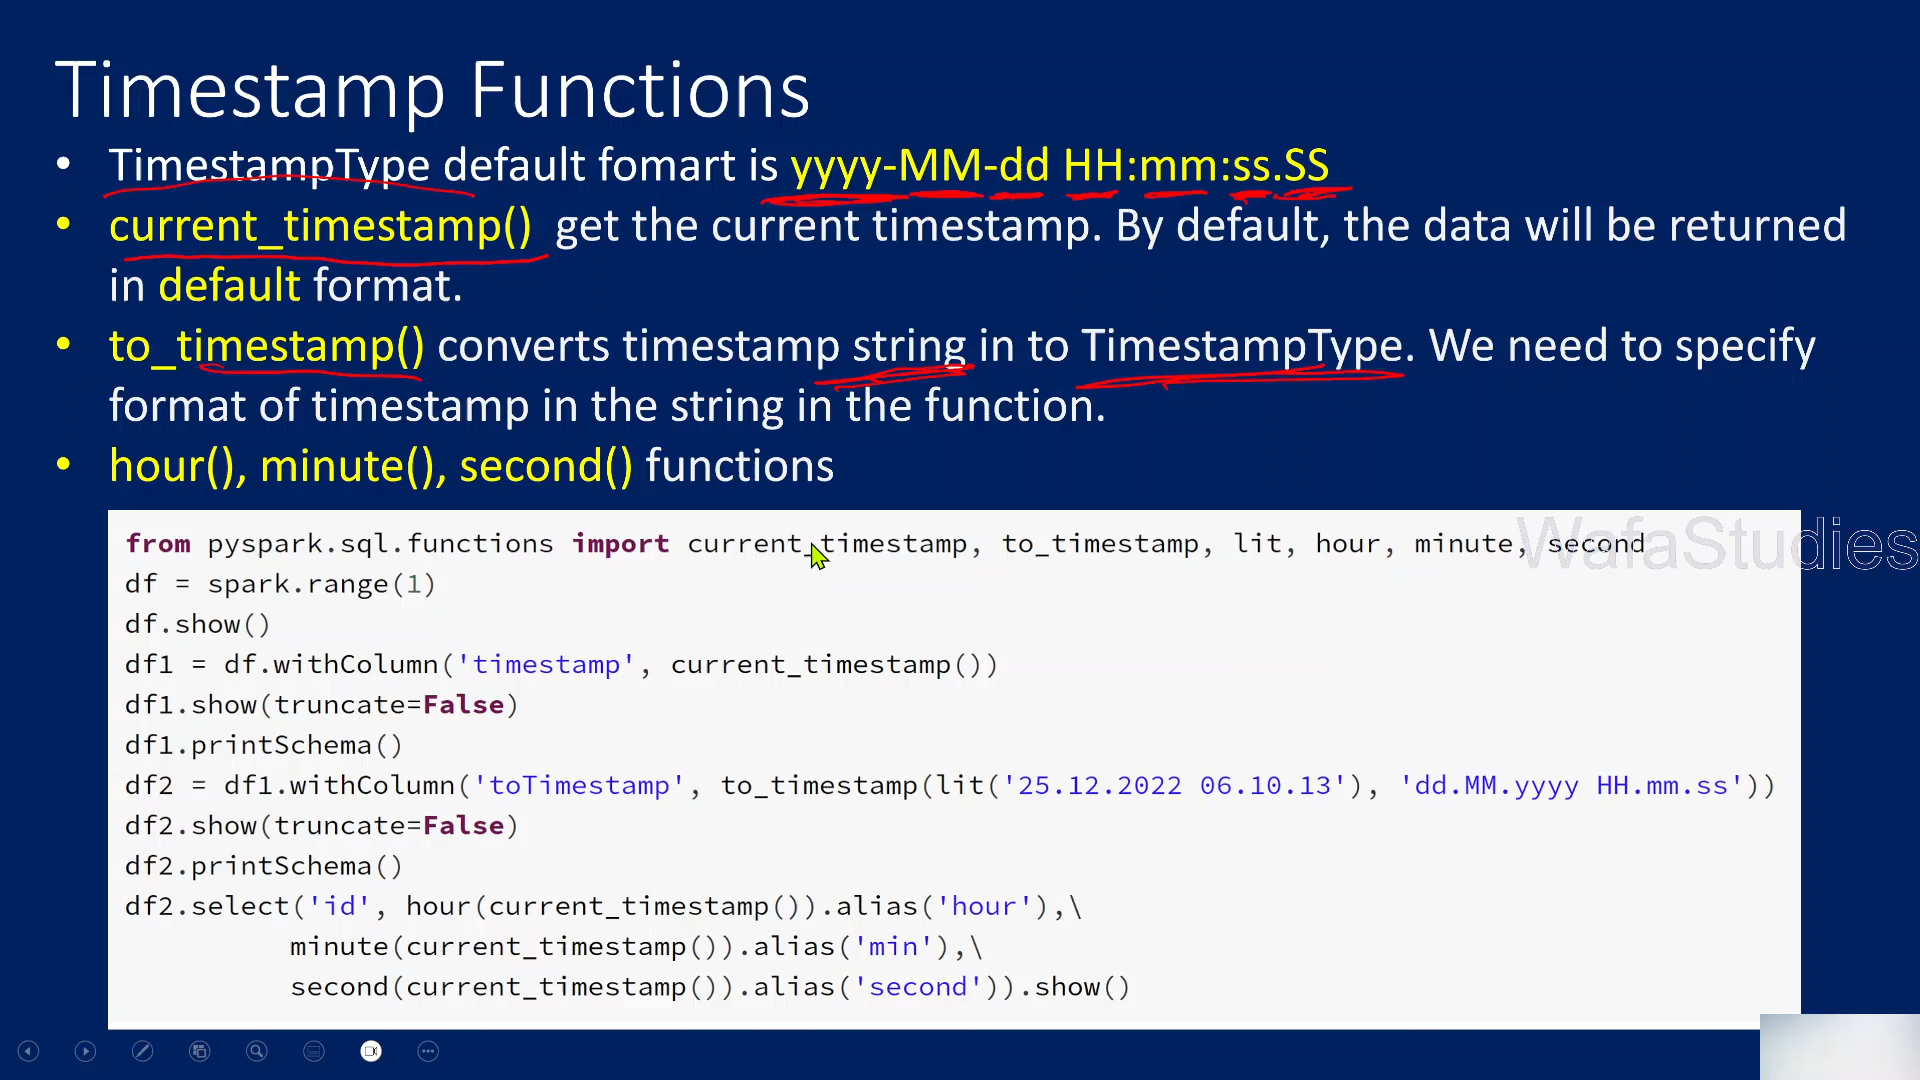 Timestamp Functions
• TimestampType default fomart is yyyy-MM-dd HH:mm:ss.SS
• current_timestamp() get the current timestamp. By default, the data will be returned
in default format.
• to_timestamp() converts timestamp string in to TimestampType. We need to specify
format of timestamp in the string in the function.
• hour(), minute(), second() functions
from pyspark.sql.functions import current_timestamp, to_timestamp, lit, hour, minute, second
WafaStudies
df = spark.range(1)
df.show()
df1 = df.withColumn('timestamp', current_timestamp())
df1.show(truncate=False)
df1.printSchema()
df2 = df1.withColumn('toTimestamp', to_timestamp(lit('25.12.2022 06.10.13'), 'dd.MM.yyyy HH.mm.ss'))
df2.show(truncate=False)
df2.printSchema()
df2.select('id', hour(current_timestamp()).alias('hour'),\
minute(current_timestamp()).alias('min'),\
second(current_timestamp()).alias('second')).show()